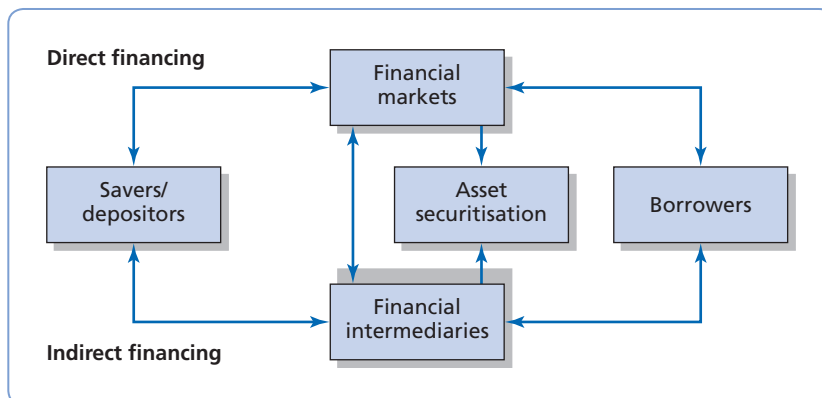 Direct financing
Financial
markets
Savers/
depositors
Asset
securitisation
Borrowers
Financial
intermediaries
Indirect financing